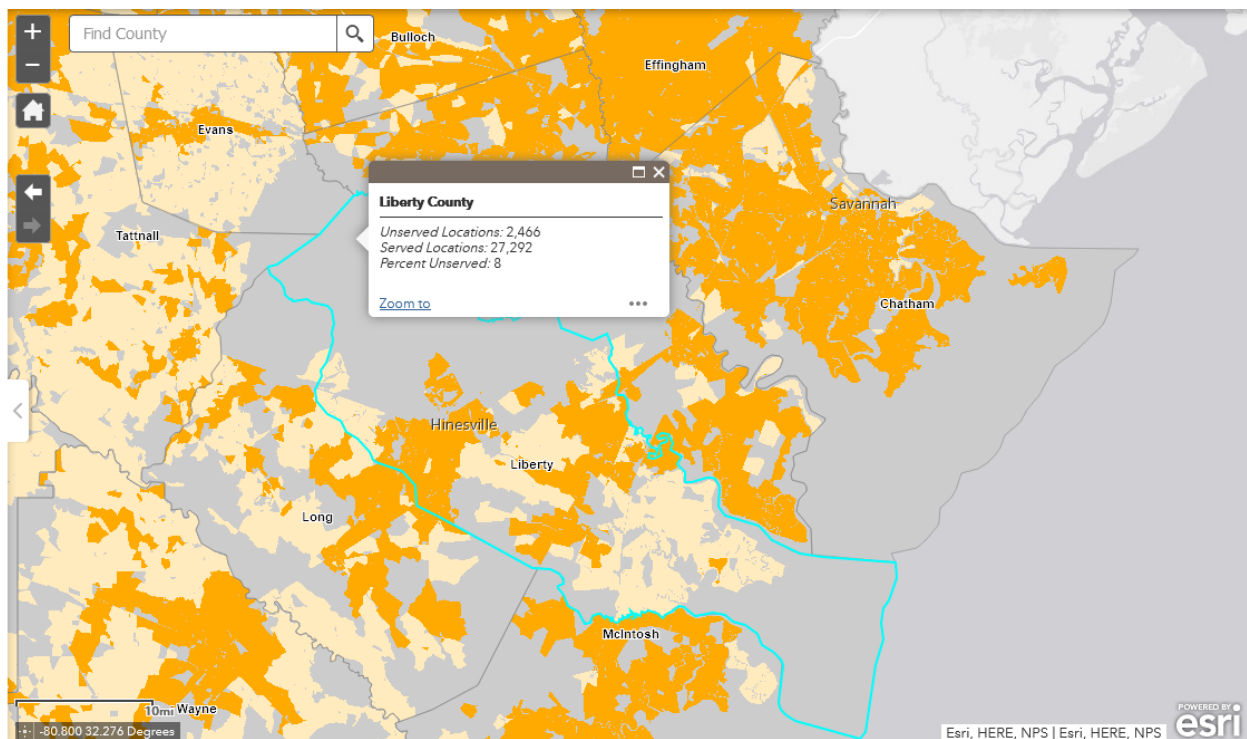 +
Find County
−
Bulloch
Effingham
Evans
Savannah
Tattnall
Liberty County
Unserved Locations: 2,466
Served Locations: 27,292
Percent Unserved: 8
Zoom to
•••
Chatham
Hinesville
Liberty
Long
McIntosh
10mi
Wayne
-80.800 32.276 Degrees
Esri, HERE, NPS | Esri, HERE, NPS
POWERED BY
esri